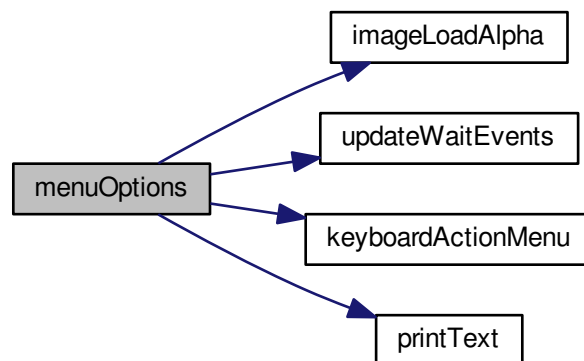 imageLoadAlpha
updateWaitEvents
menuOptions
keyboardActionMenu
printText